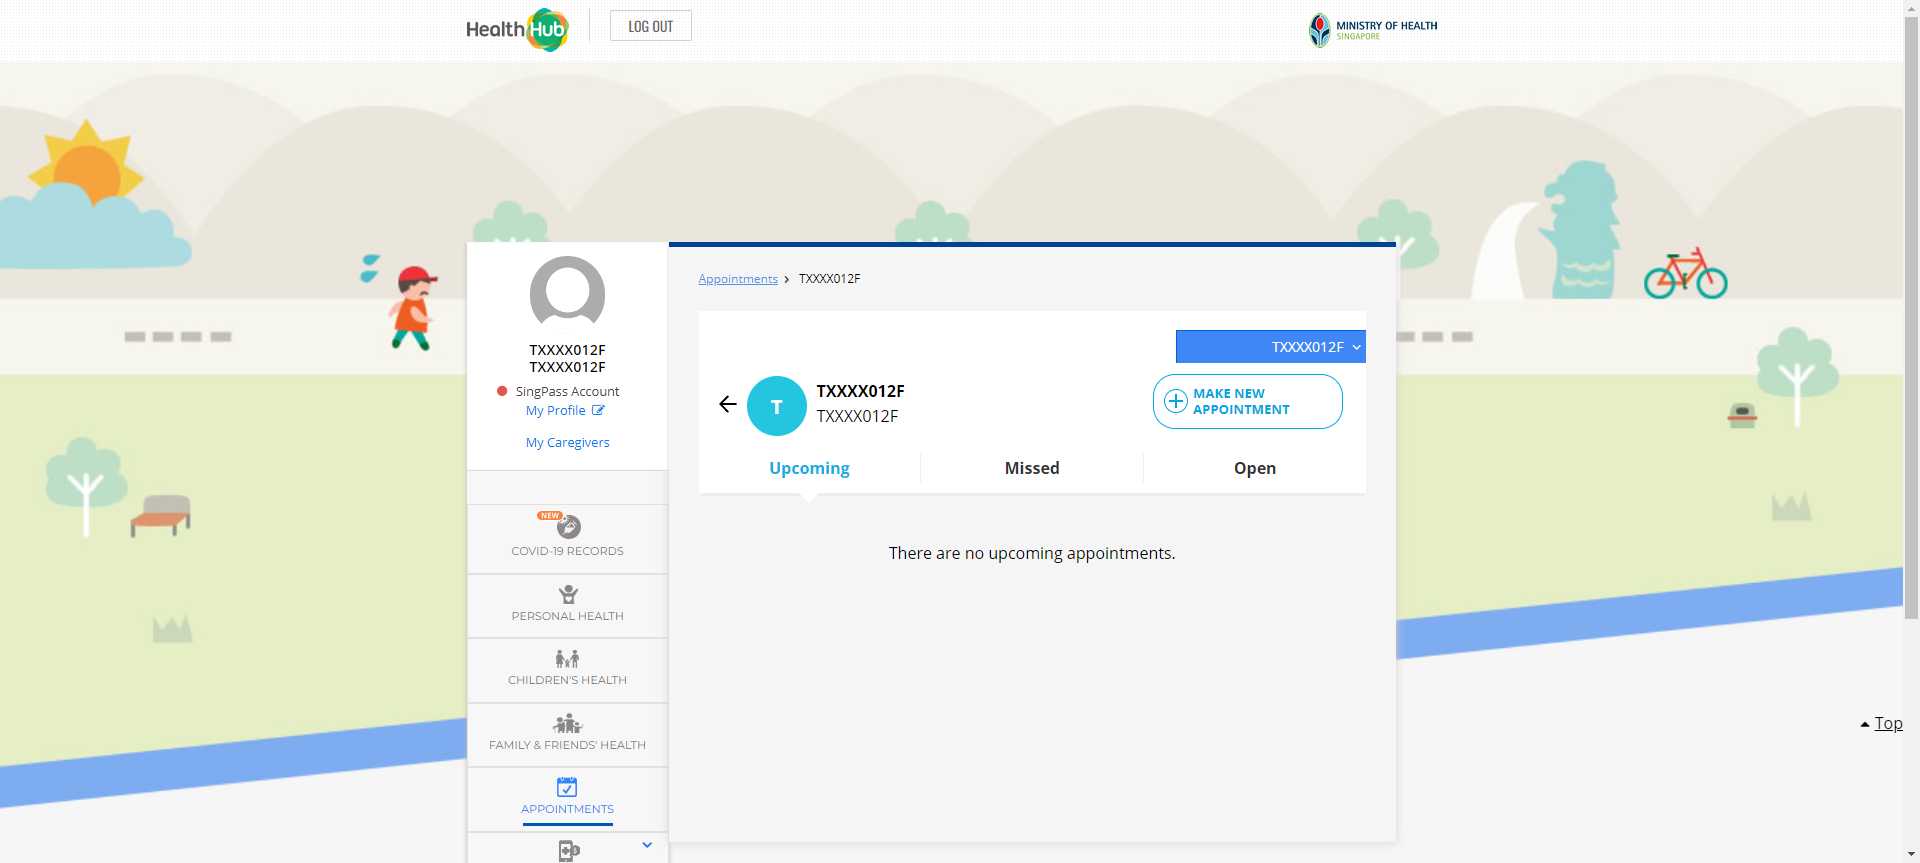 HealthHub
LOG OUT
MINISTRY OF HEALTH
SINGAPORE
TXXXX012F
TXXXX012F
SingPass Account
My Profile
My Caregivers
NEW
COVID-19 RECORDS
PERSONAL HEALTH
CHILDREN'S HEALTH
FAMILY & FRIENDS' HEALTH
APPOINTMENTS
Appointments > TXXXX012F
TXXXX012F
T
TXXXX012F
TXXXX012F
MAKE NEW
APPOINTMENT
Upcoming
Missed
Open
There are no upcoming appointments.
Top